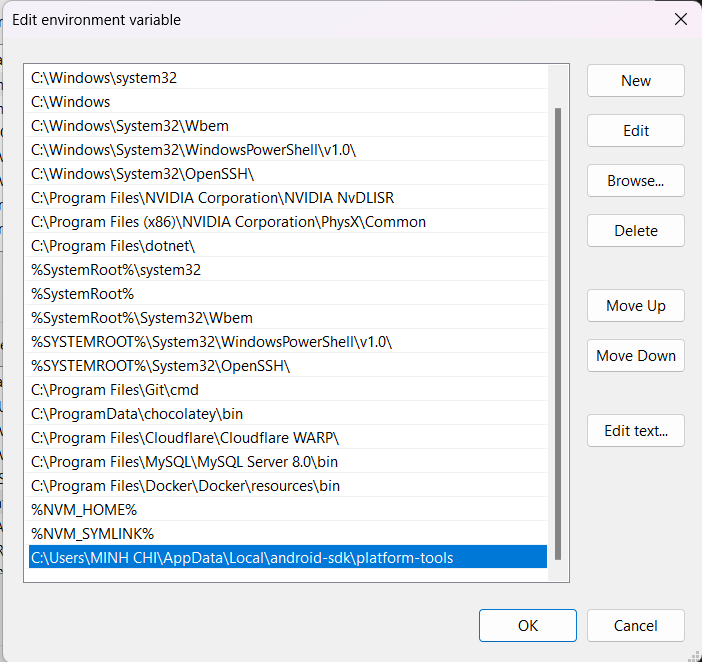 Edit environment variable
C:\Windows\system32
C:\Windows
C:\Windows\System32\Wbem
C:\Windows\System32\WindowsPowerShell\v1.0\
C:\Windows\System32\OpenSSH\
C:\Program Files\NVIDIA Corporation\NVIDIA NvDLISR
C:\Program Files (x86)\NVIDIA Corporation\PhysX\Common
C:\Program Files\dotnet\
%SystemRoot%\system32
%SystemRoot%
%SystemRoot%\System32\Wbem
%SYSTEMROOT%\System32\WindowsPowerShell\v1.0\
%SYSTEMROOT%\System32\OpenSSH\
C:\Program Files\Git\cmd
C:\ProgramData\chocolatey\bin
C:\Program Files\Cloudflare\Cloudflare WARP\
C:\Program Files\MySQL\MySQL Server 8.0\bin
C:\Program Files\Docker\Docker\resources\bin
%NVM_HOME%
%NVM_SYMLINK%
C:\Users\MINH CHI\AppData\Local\android-sdk\platform-tools
New
Edit
Browse...
Delete
Move Up
Move Down
Edit text...
OK
Cancel